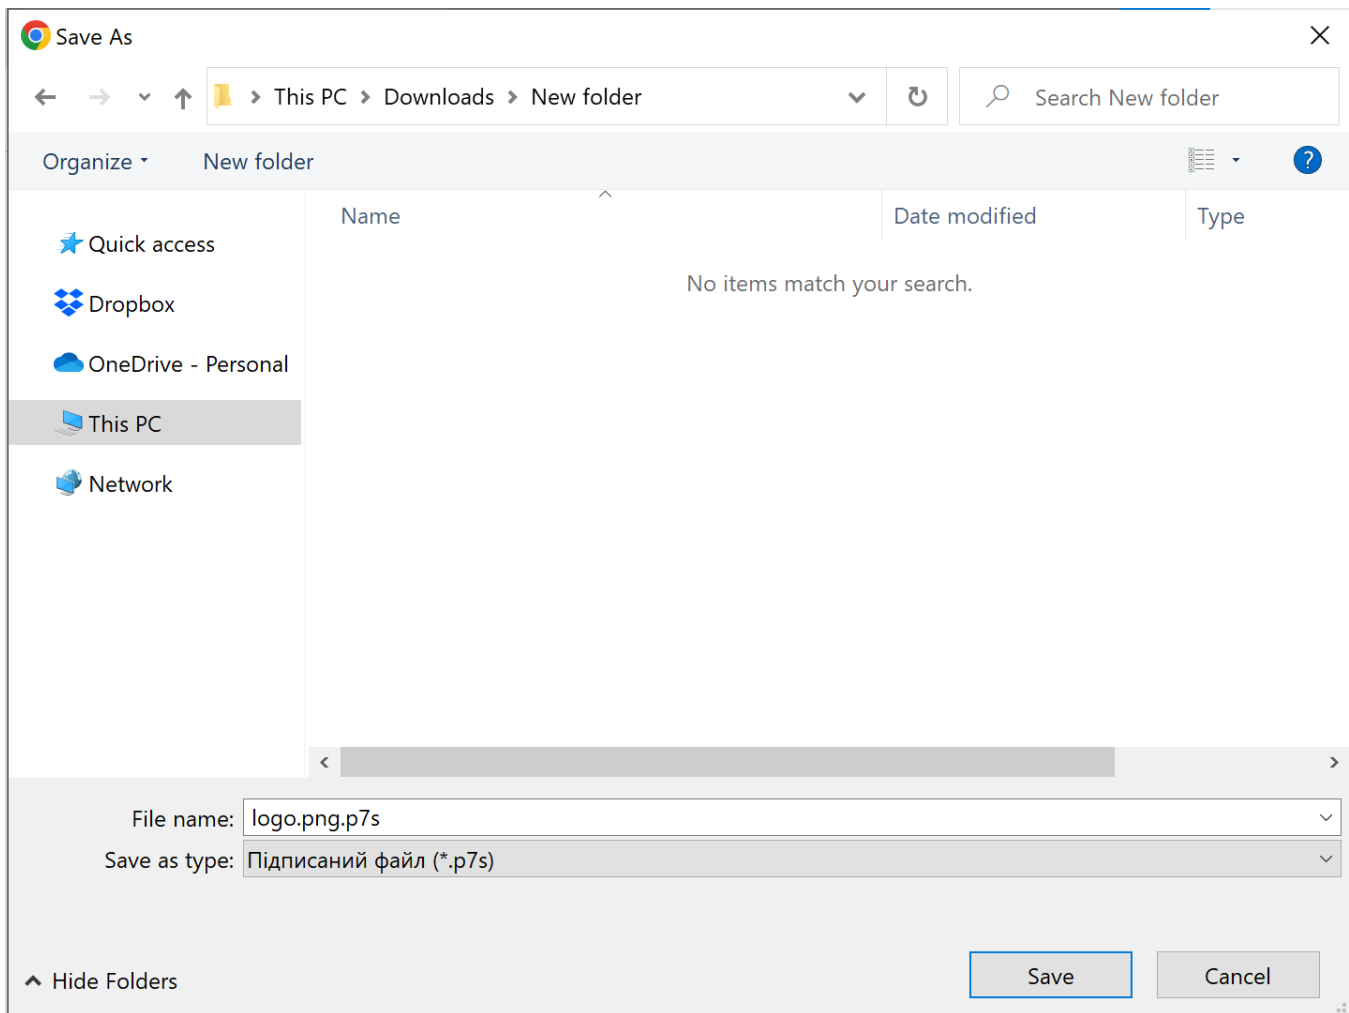 Save As
This PC > Downloads > New folder
Search New folder
Organize
New folder
Name
Date modified
Type
Quick access
No items match your search.
Dropbox
OneDrive - Personal
This PC
Network
File name: logo.png.p7s
Save as type: Підписаний файл (*.p7s)
Hide Folders
Save
Cancel